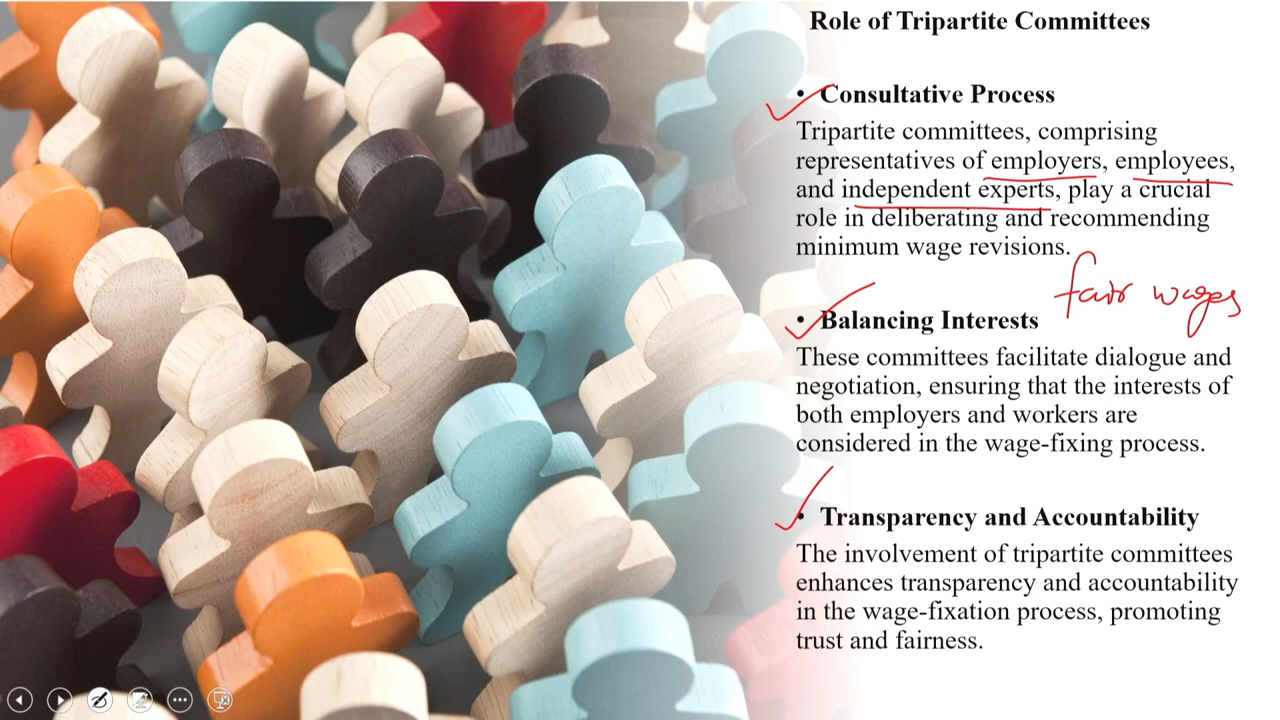 Role of Tripartite Committees
• Consultative Process
Tripartite committees, comprising
representatives of employers, employees,
and independent experts, play a crucial
role in deliberating and recommending
minimum wage revisions.
fair wages
• Balancing Interests
These committees facilitate dialogue and
negotiation, ensuring that the interests of
both employers and workers are
considered in the wage-fixing process.
• Transparency and Accountability
The involvement of tripartite committees
enhances transparency and accountability
in the wage-fixation process, promoting
trust and fairness.